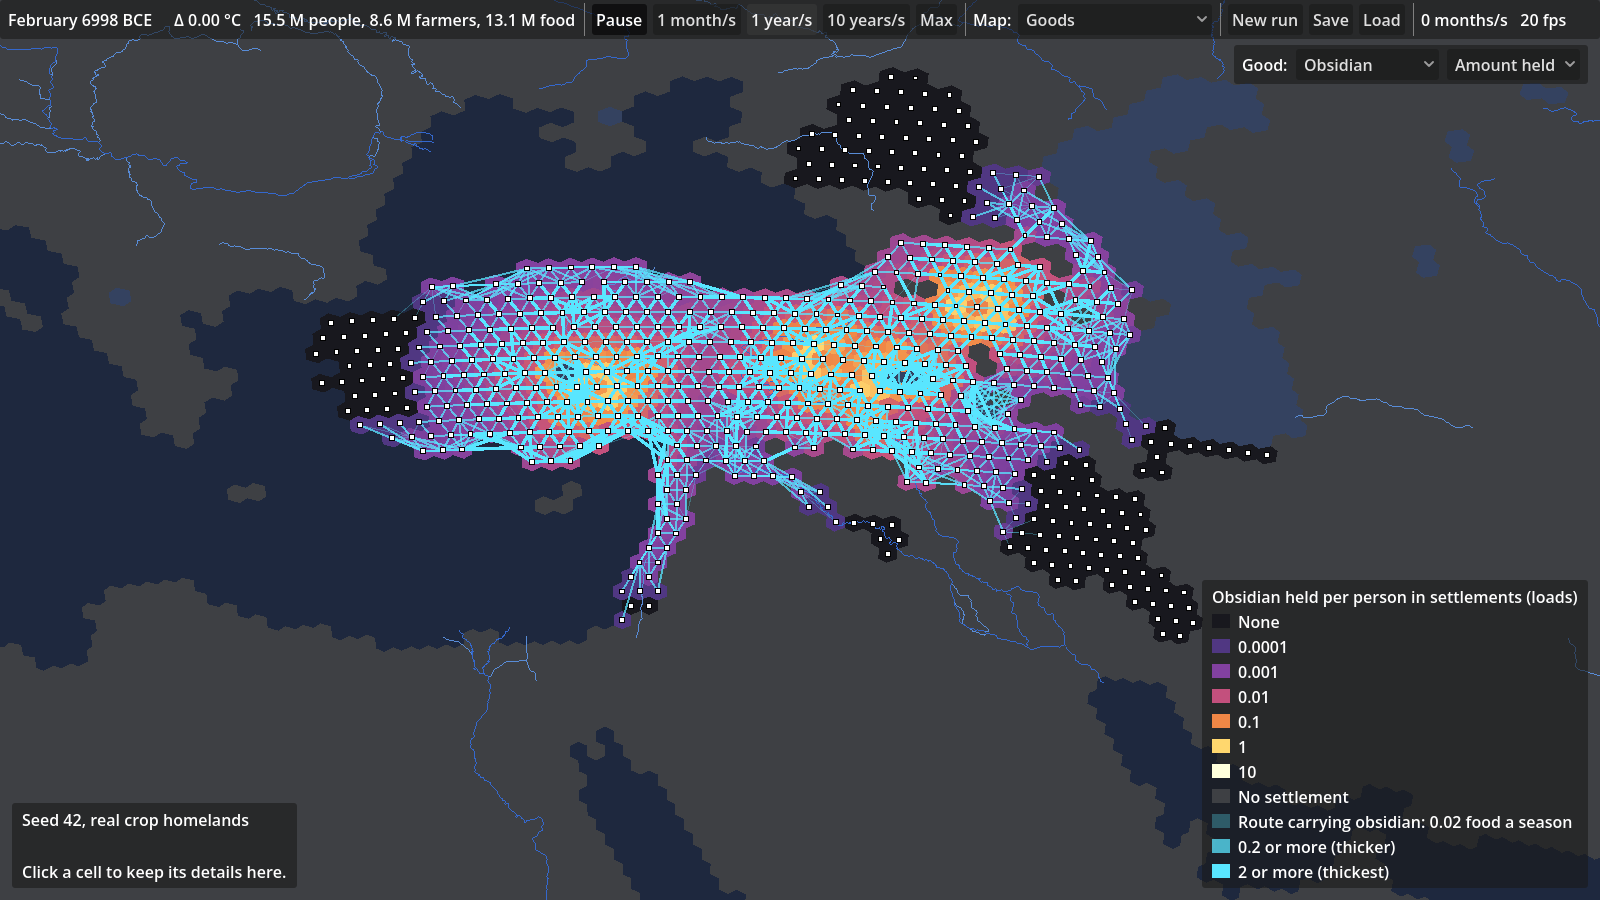 February 6998 BCE Δ 0.00 °C 15.5 M people, 8.6 M farmers, 13.1 M food Pause 1 month/s 1 year/s 10 years/s Max Map: Goods New run Save Load 0 months/s 20 fps
Good: Obsidian Amount held
Obsidian held per person in settlements (loads)
None
0.0001
0.001
0.01
0.1
1
10
No settlement
Route carrying obsidian: 0.02 food a season
0.2 or more (thicker)
2 or more (thickest)
Seed 42, real crop homelands
Click a cell to keep its details here.